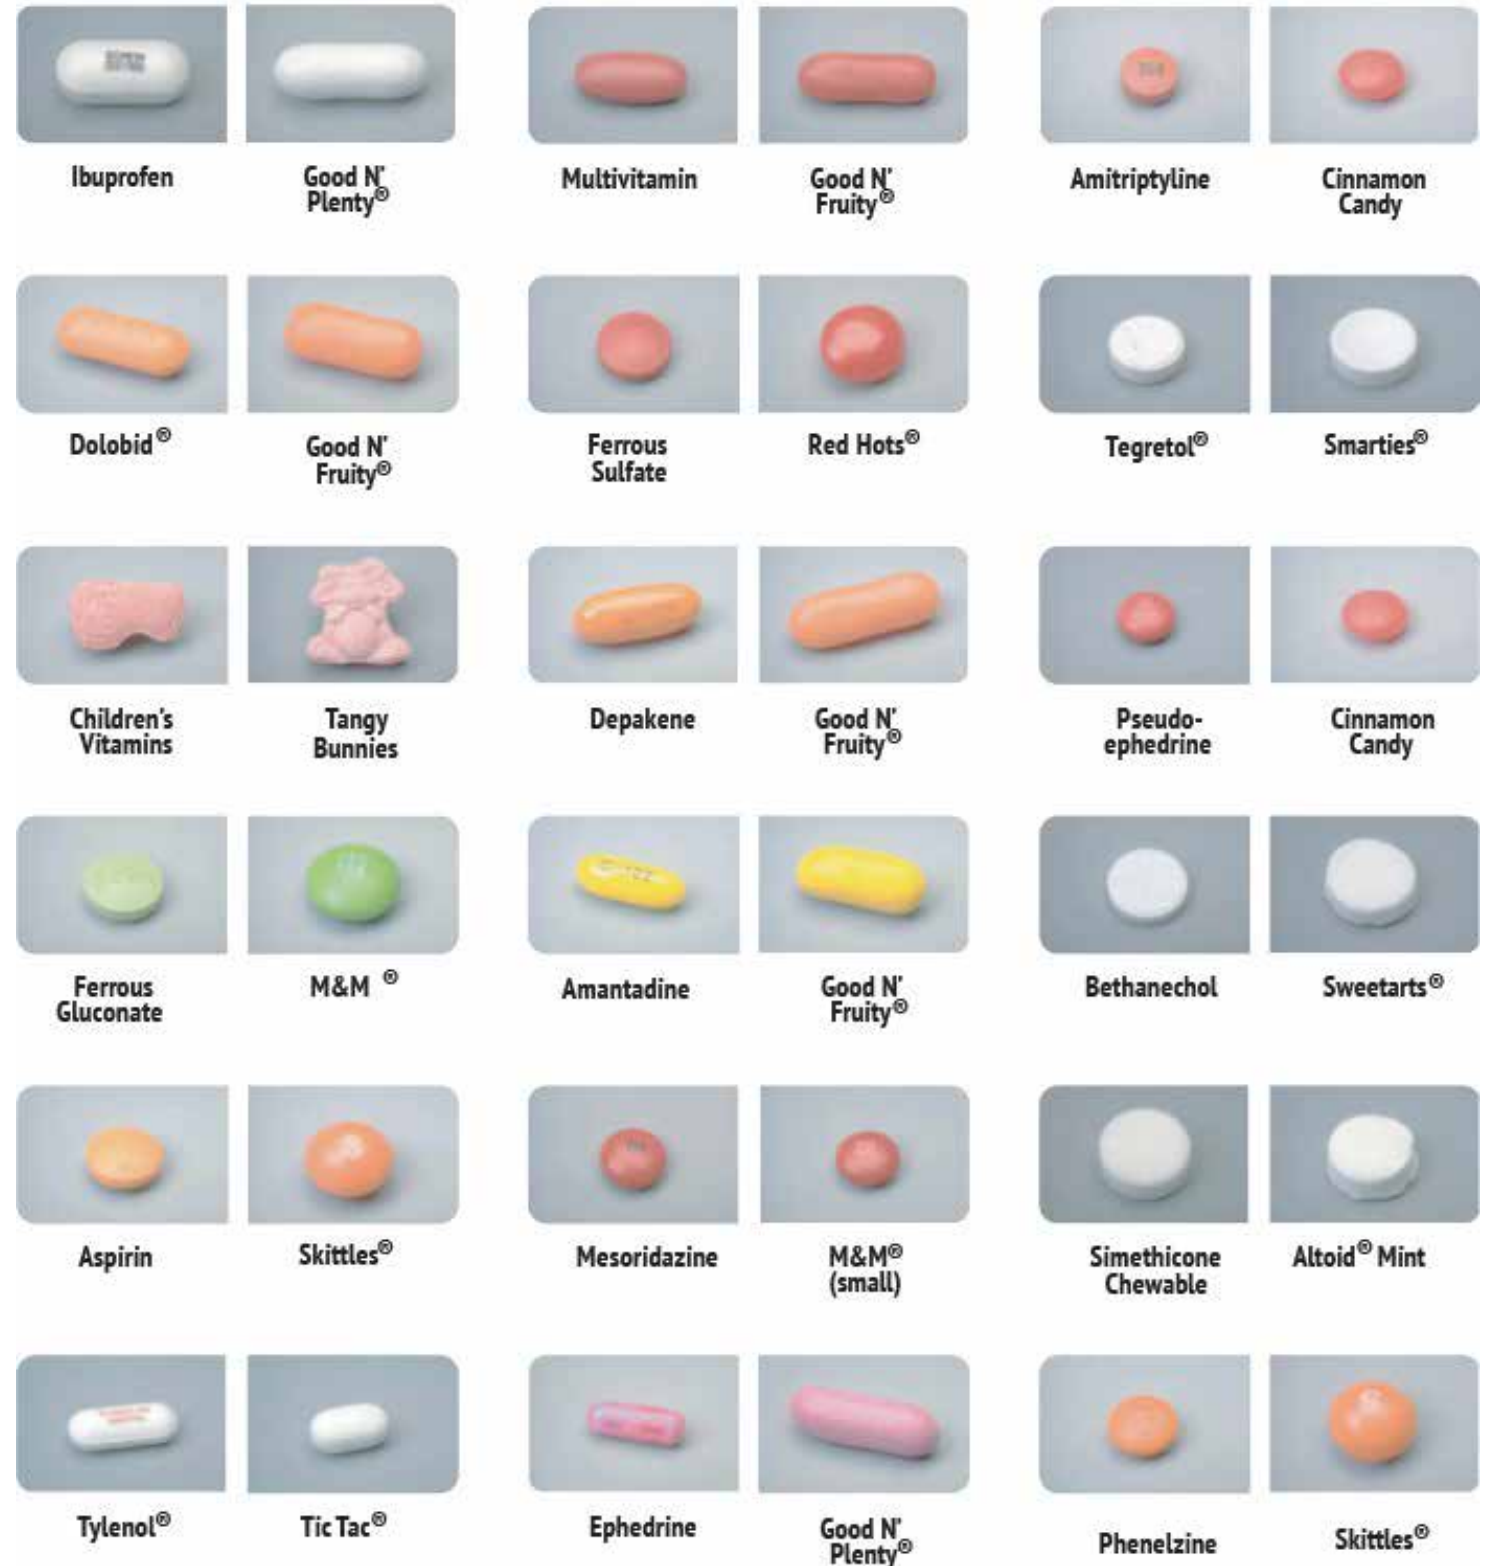 Ibuprofen
Good N'
Plenty®
Multivitamin
Good N'
Fruity®
Amitriptyline
Cinnamon
Candy
Dolobid®
Good N'
Fruity®
Ferrous
Sulfate
Red Hots®
Tegretol®
Smarties®
Children's
Vitamins
Tangy
Bunnies
Depakene
Good N'
Fruity®
Pseudo-
ephedrine
Cinnamon
Candy
Ferrous
Gluconate
M&M ®
Amantadine
Good N'
Fruity®
Bethanechol
Sweetarts®
Aspirin
Skittles®
Mesoridazine
M&M®
(small)
Simethicone
Chewable
Altoid® Mint
Tylenol®
Tic Tac®
Ephedrine
Good N'
Plenty®
Phenelzine
Skittles®